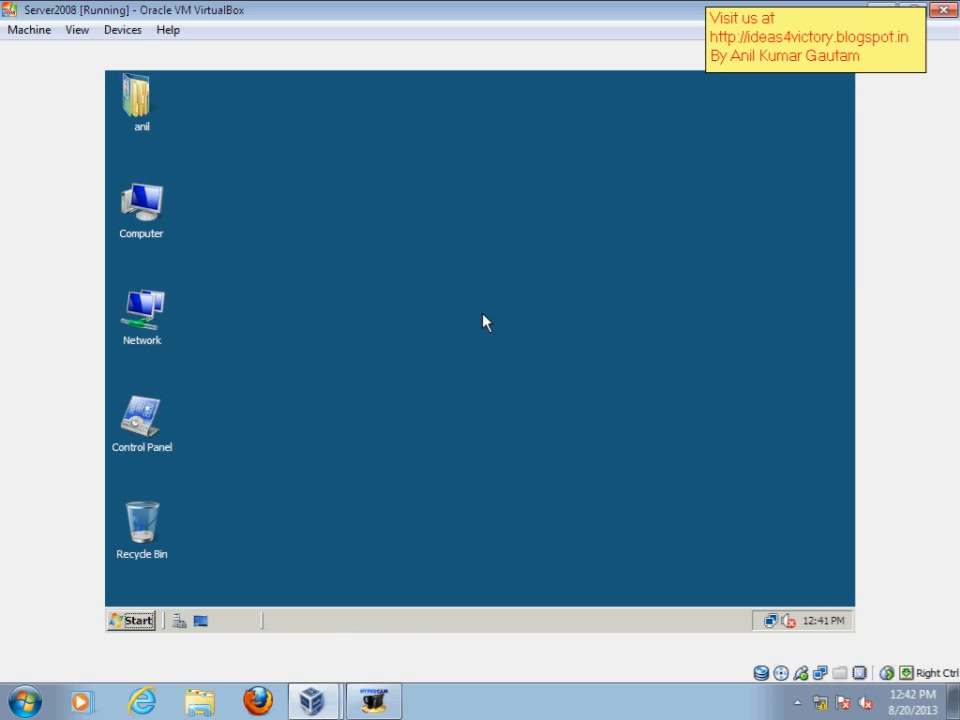 Server2008 [Running] - Oracle VM VirtualBox
Machine View Devices Help
Visit us at
http://ideas4victory.blogspot.in
By Anil Kumar Gautam
anil
Computer
Network
Control Panel
Recycle Bin
Start
12:41 PM
Right Ctrl
HYPERCAM
12:42 PM
8/20/2013